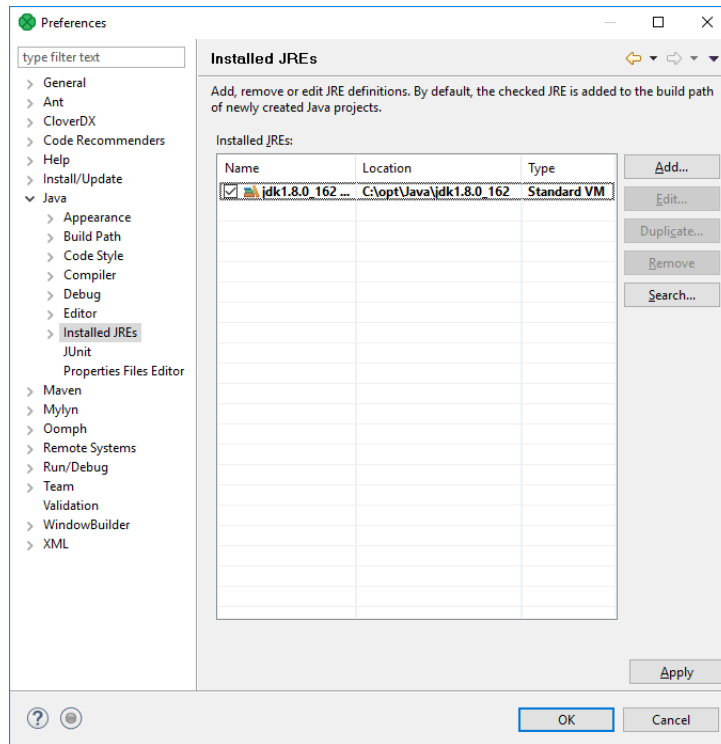 Preferences
type filter text
General
Ant
CloverDX
Code Recommenders
Help
Install/Update
Java
Appearance
Build Path
Code Style
Compiler
Debug
Editor
Installed JREs
JUnit
Properties Files Editor
Maven
Mylyn
Oomph
Remote Systems
Run/Debug
Team
Validation
WindowBuilder
XML
Installed JREs
Add, remove or edit JRE definitions. By default, the checked JRE is added to the build path
of newly created Java projects.
Installed JREs:
Name Location Type
jdk1.8.0_162 ... C:\opt\Java\jdk1.8.0_162 Standard VM
Add...
Edit...
Duplicate...
Remove
Search...
Apply
?
OK Cancel